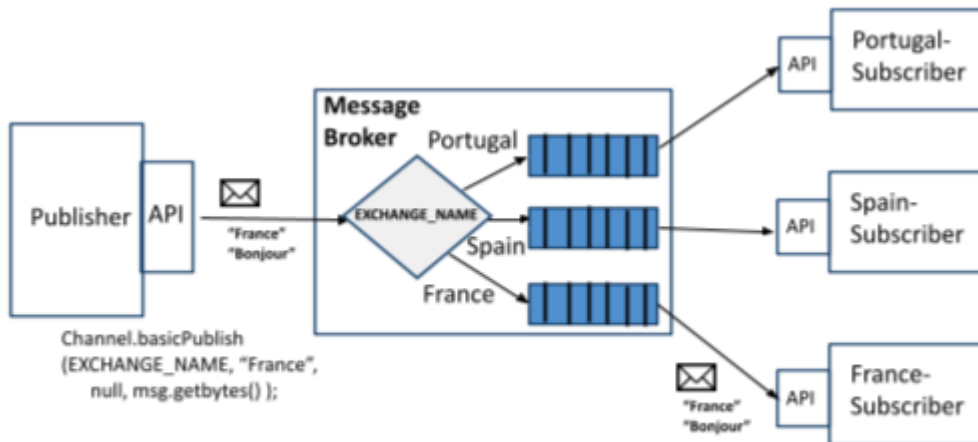 Publisher
API
"France"
"Bonjour"
Channel.basicPublish
(EXCHANGE_NAME, "France",
null, msg.getbytes() );
Message
Broker
EXCHANGE_NAME
Portugal
Spain
France
"France"
"Bonjour"
API
Portugal-
Subscriber
API
Spain-
Subscriber
API
France-
Subscriber